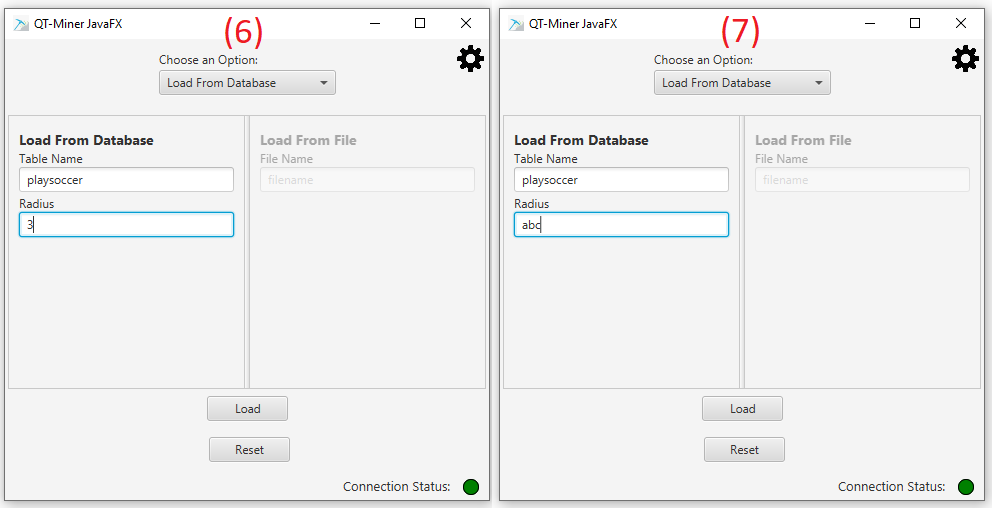 QT-Miner JavaFX
(6)
Choose an Option:
Load From Database
Load From Database
Table Name
playsoccer
Radius
3
Load From File
File Name
filename
Load
Reset
Connection Status:
QT-Miner JavaFX
(7)
Choose an Option:
Load From Database
Load From Database
Table Name
playsoccer
Radius
abc
Load From File
File Name
filename
Load
Reset
Connection Status: